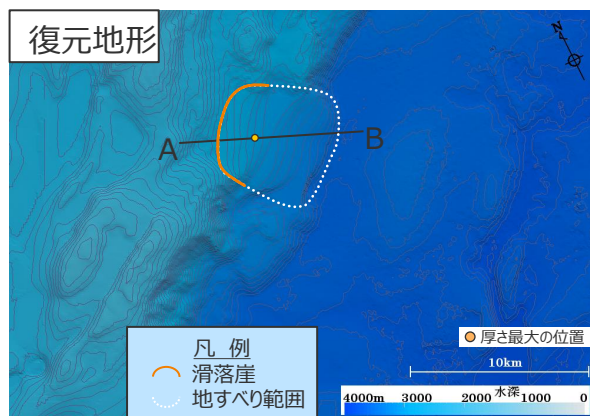 復元地形
N
A
B
厚さ最大の位置
凡 例
滑落崖
地すべり範囲
10km
水深
4000m 3000 2000 1000 0